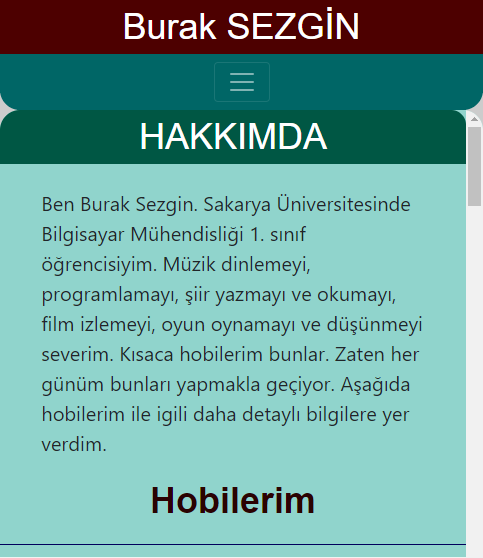 Burak SEZGİN
HAKKIMDA
Ben Burak Sezgin. Sakarya Üniversitesinde
Bilgisayar Mühendisliği 1. sınıf
öğrencisiyim. Müzik dinlemeyi,
programlamayı, şiir yazmayı ve okumayı,
film izlemeyi, oyun oynamayı ve düşünmeyi
severim. Kısaca hobilerim bunlar. Zaten her
günüm bunları yapmakla geçiyor. Aşağıda
hobilerim ile igili daha detaylı bilgilere yer
verdim.
Hobilerim